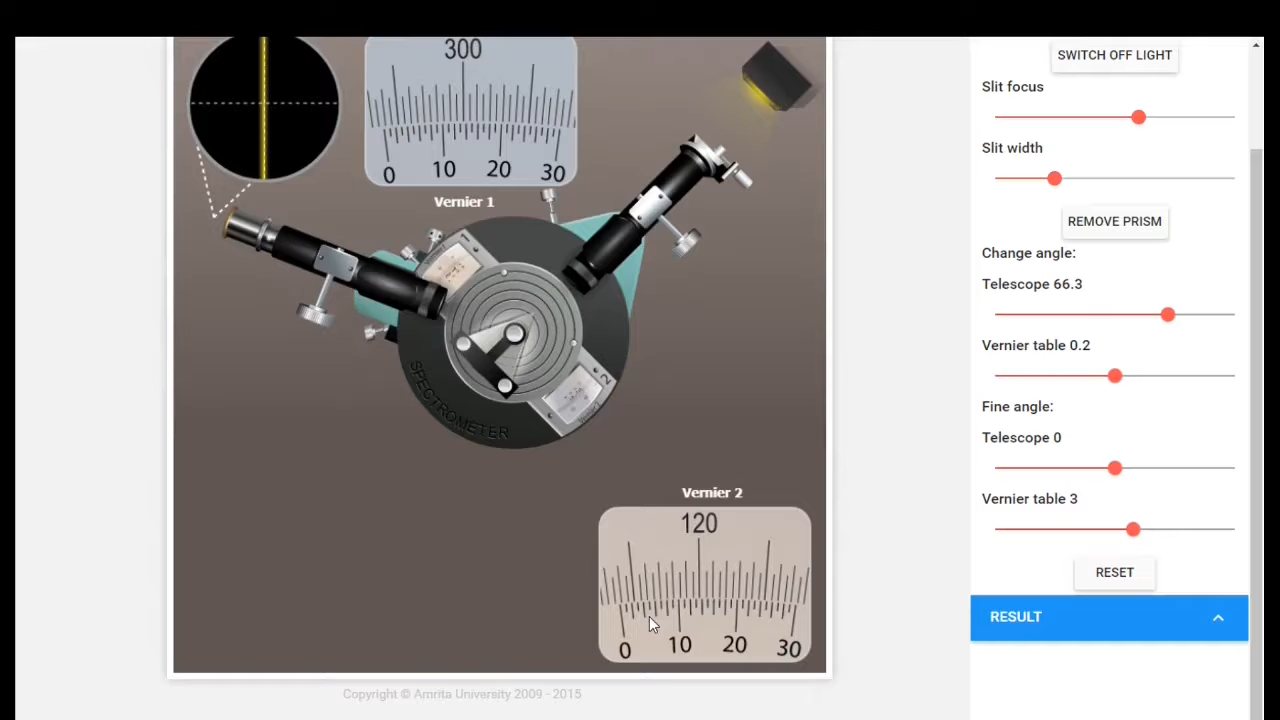 300
0 10 20 30
Vernier 1
1
2
SPECTROMETER
Vernier 2
120
0 10 20 30
Copyright © Amrita University 2009 - 2015
SWITCH OFF LIGHT
Slit focus
Slit width
REMOVE PRISM
Change angle:
Telescope 66.3
Vernier table 0.2
Fine angle:
Telescope 0
Vernier table 3
RESET
RESULT